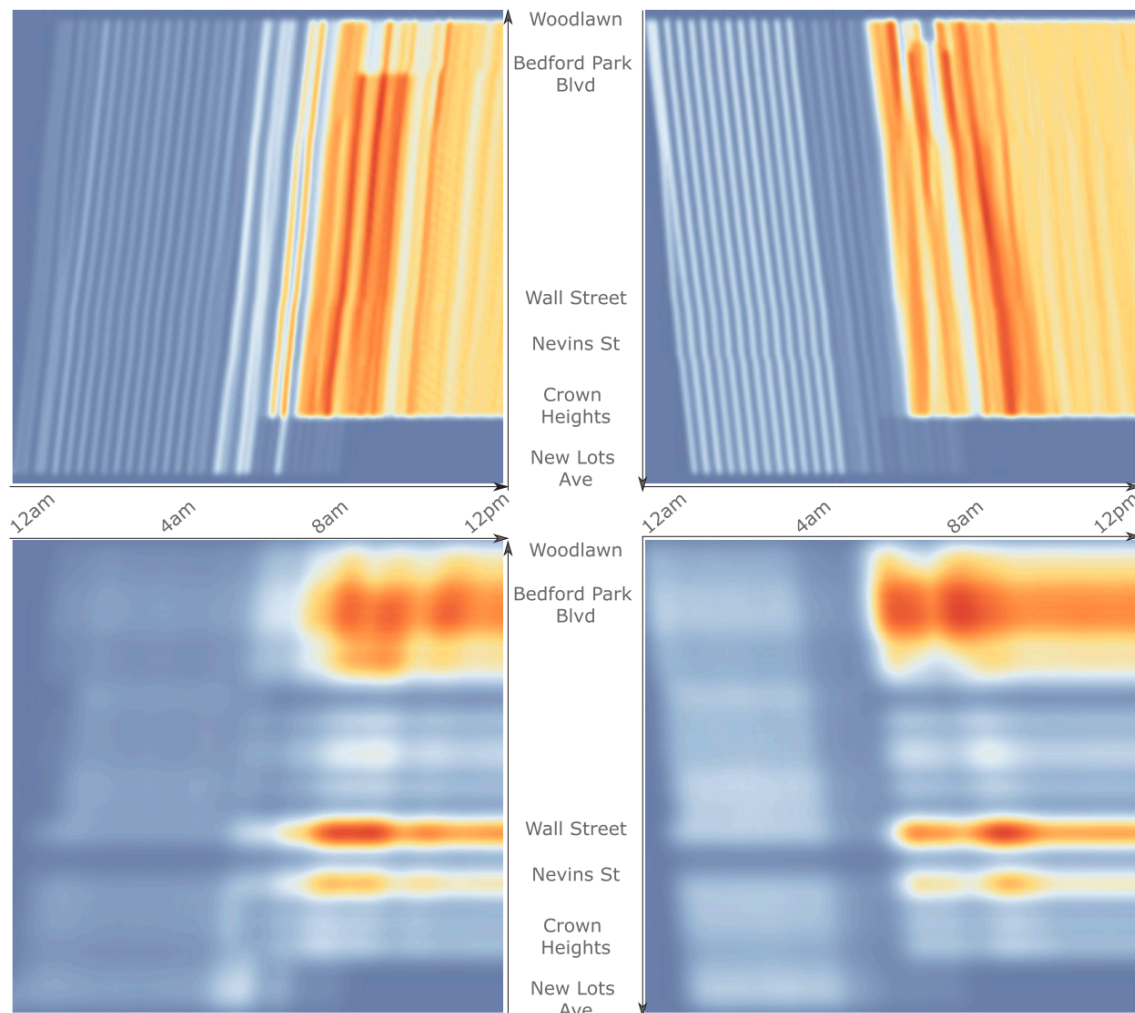 Woodlawn
Bedford Park
Blvd
Wall Street
Nevins St
Crown
Heights
New Lots
Ave
12am
4am
8am
12pm
12am
4am
8am
12pm
Woodlawn
Bedford Park
Blvd
Wall Street
Nevins St
Crown
Heights
New Lots
Ave